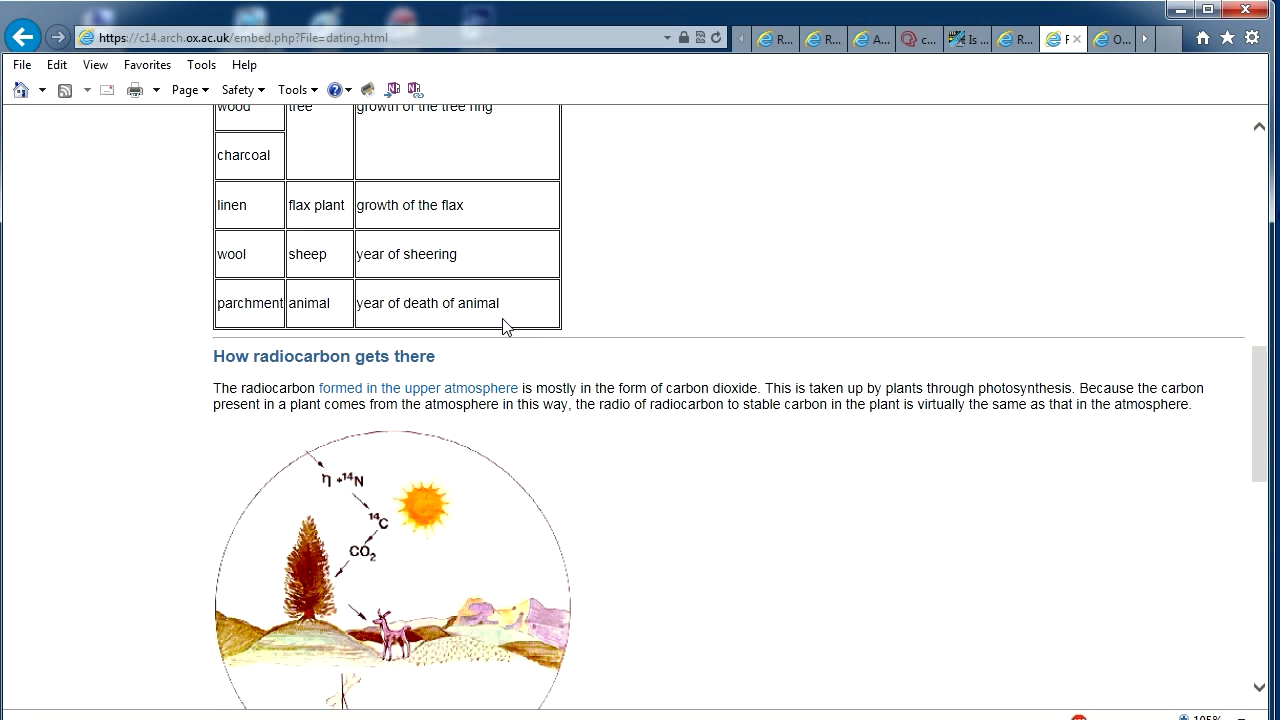 https://c14.arch.ox.ac.uk/embed.php?File=dating.html
R...
R...
A...
c...
Is ...
R...
F
O...
File Edit View Favorites Tools Help
Page Safety Tools
wood tree growth of the tree ring
charcoal
linen flax plant growth of the flax
wool sheep year of sheering
parchment animal year of death of animal
How radiocarbon gets there
The radiocarbon formed in the upper atmosphere is mostly in the form of carbon dioxide. This is taken up by plants through photosynthesis. Because the carbon
present in a plant comes from the atmosphere in this way, the radio of radiocarbon to stable carbon in the plant is virtually the same as that in the atmosphere.
η +¹⁴N
¹⁴C
CO₂
105%